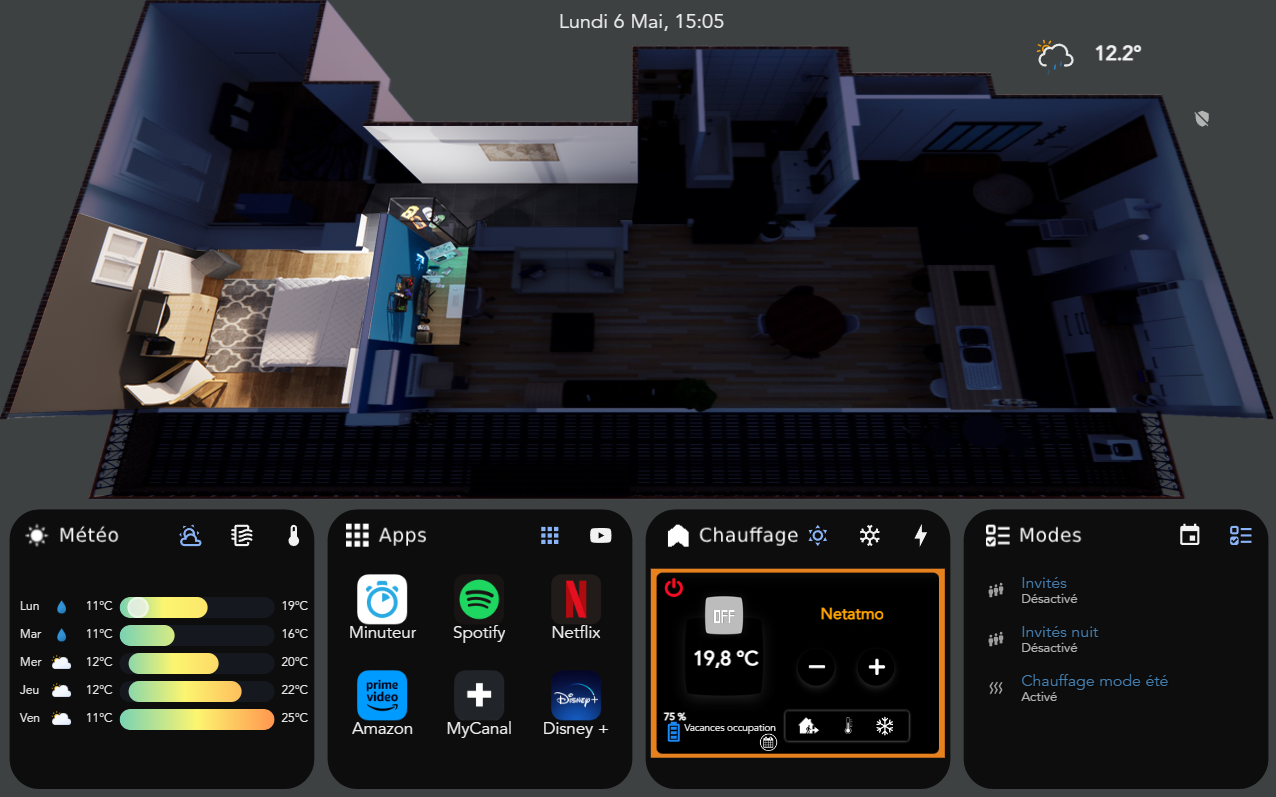 Lundi 6 Mai, 15:05
12.2°
Météo
Lun 11°C 19°C
Mar 11°C 16°C
Mer 12°C 20°C
Jeu 12°C 22°C
Ven 11°C 25°C
Apps
Minuteur Spotify Netflix
prime video
Disney+
Amazon MyCanal Disney +
Chauffage
OFF
Netatmo
19,8 °C
75 %
Vacances occupation
Modes
Invités
Désactivé
Invités nuit
Désactivé
Chauffage mode été
Activé